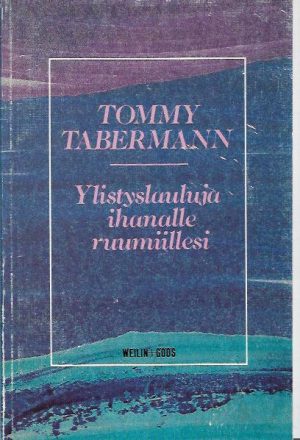 TOMMY
TABERMANN
Ylistyslauluja
ihanalle
ruumiillesi
WEILIN+GÖÖS